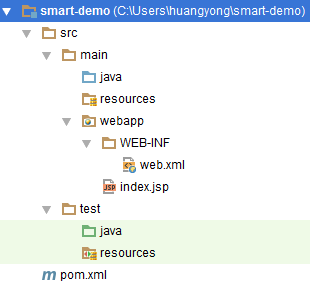 smart-demo (C:\Users\huangyong\smart-demo)
src
main
java
resources
webapp
WEB-INF
web.xml
JSP index.jsp
test
java
resources
pom.xml